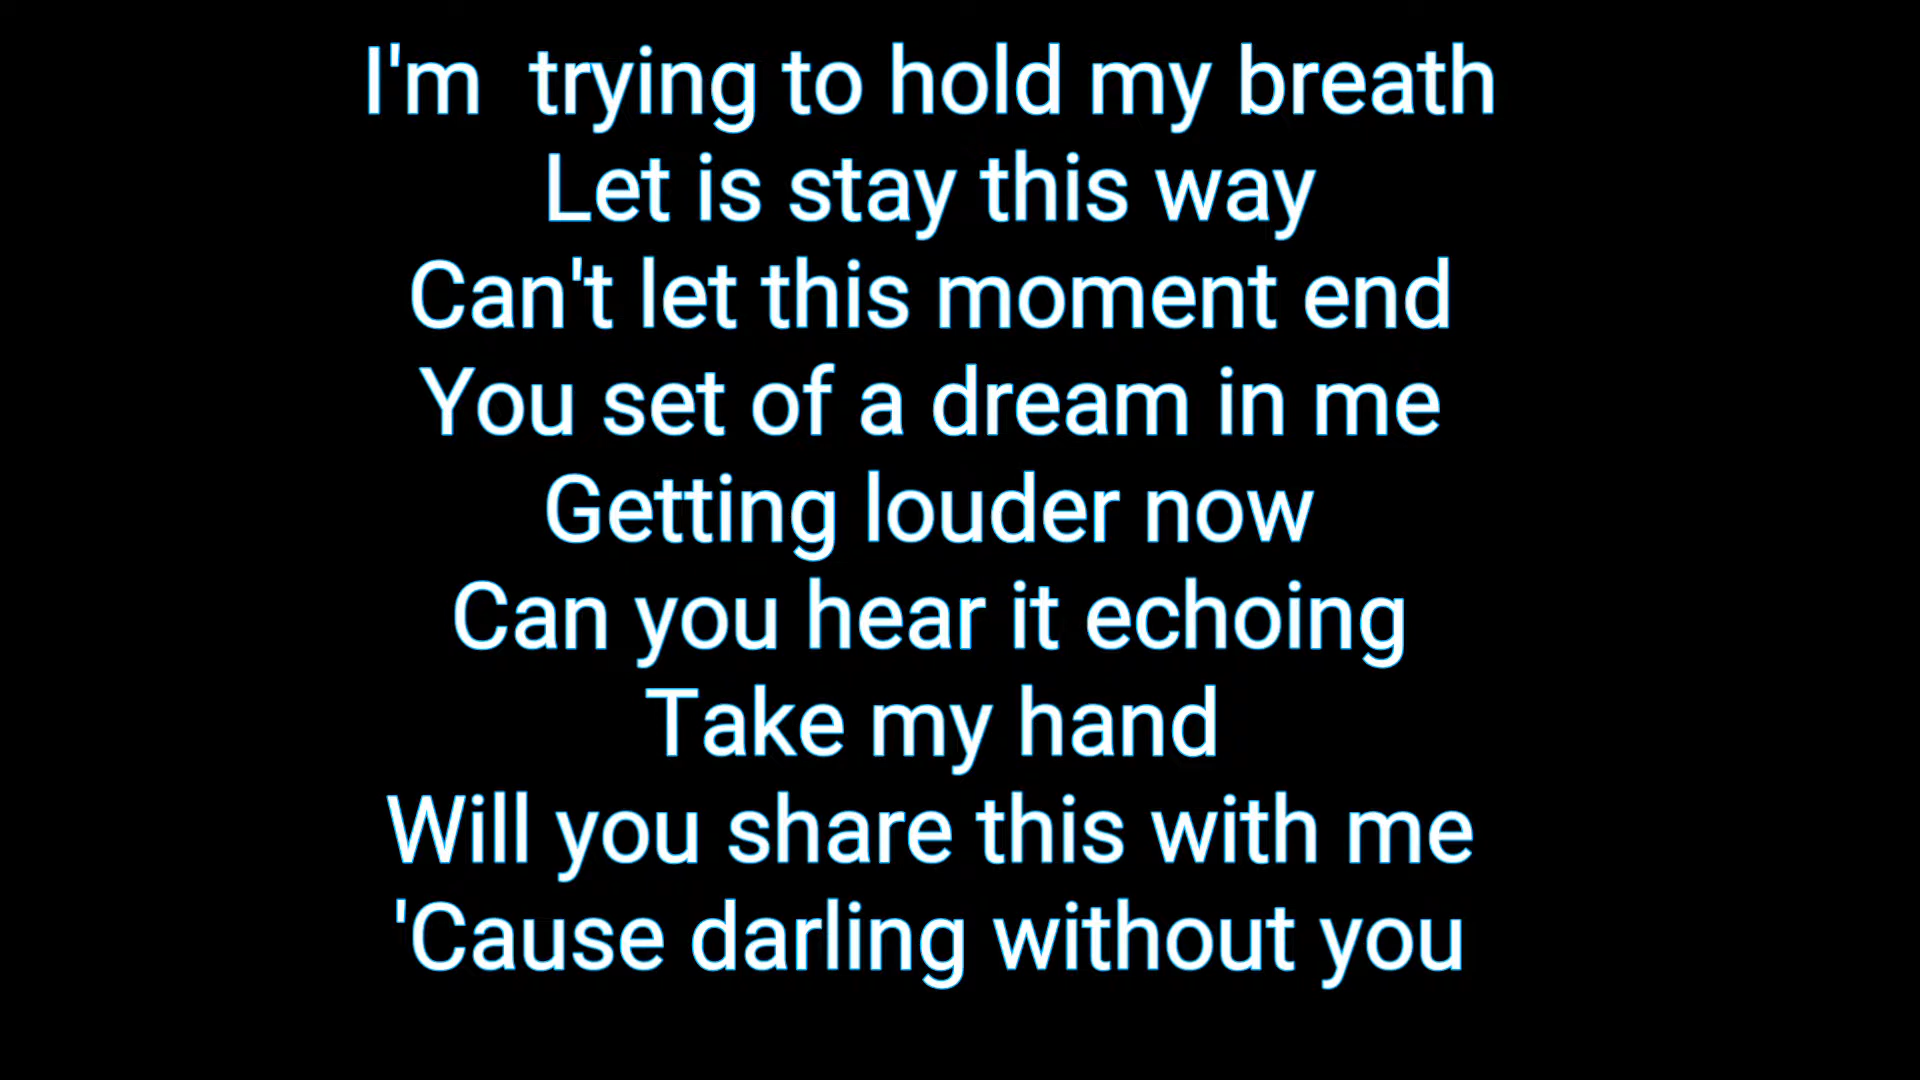 I'm  trying to hold my breath
Let is stay this way
Can't let this moment end
You set of a dream in me
Getting louder now
Can you hear it echoing
Take my hand
Will you share this with me
'Cause darling without you